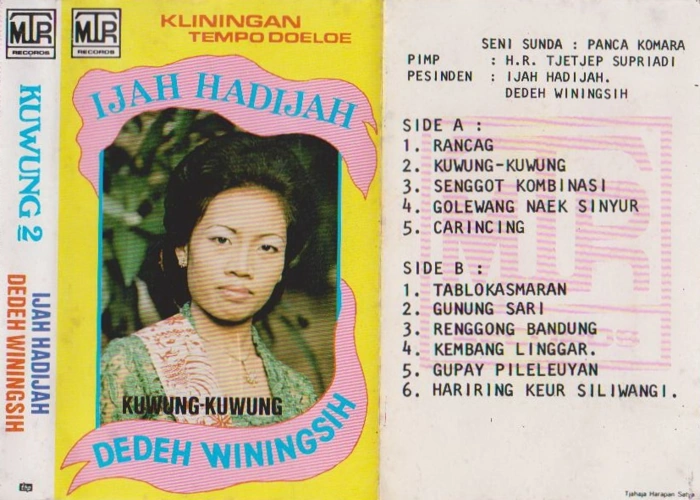 MTR
RECORDS
KUWUNG 2
IJAH HADIJAH
DEDEH WININGSIH
MTR
RECORDS
KLININGAN
TEMPO DOELOE
IJAH HADIJAH
KUWUNG-KUWUNG
DEDEH WININGSIH
SENI SUNDA : PANCA KOMARA
PIMP : H.R. TJETJEP SUPRIADI
PESINDEN : IJAH HADIJAH.
DEDEH WININGSIH
SIDE A :
1. RANCAG
2. KUWUNG-KUWUNG
3. SENGGOT KOMBINASI
4. GOLEWANG NAEK SINYUR
5. CARINCING
SIDE B :
1. TABLOKASMARAN
2. GUNUNG SARI
3. RENGGONG BANDUNG
4. KEMBANG LINGGAR.
5. GUPAY PILELEUYAN
6. HARIRING KEUR SILIWANGI.
MTR
Tjahaja Harapan